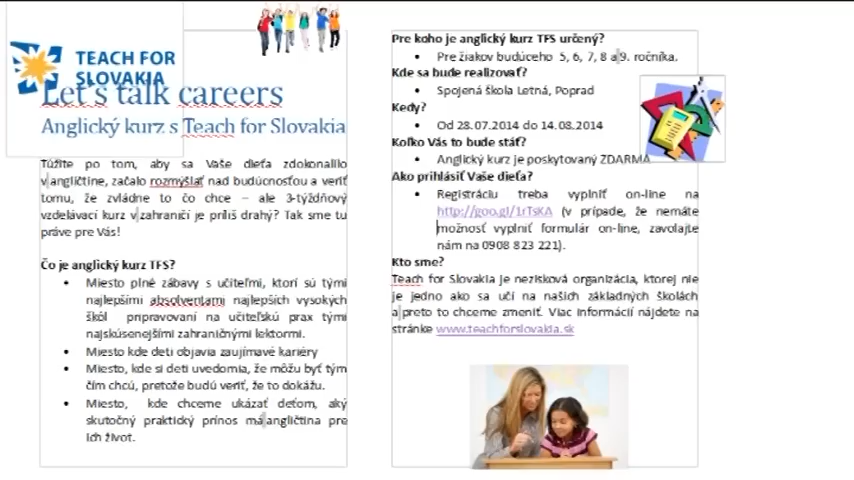 TEACH FOR
SLOVAKIA
Let's talk careers
Anglický kurz s Teach for Slovakia
Túžite po tom, aby sa Vaše dieťa zdokonalilo
v angličtine, začalo rozmýšlať nad budúcnosťou a veriť
tomu, že zvládne to čo chce – ale 3-týždňový
vzdelávací kurz v zahraničí je príliš drahý? Tak sme tu
práve pre Vás!
Čo je anglický kurz TFS?
• Miesto plné zábavy s učiteľmi, ktorí sú tými
najlepšími absolventami najlepších vysokých
škôl pripravovaní na učiteľskú prax tými
najskúsenejšími zahraničnými lektormi.
• Miesto kde deti objavia zaujímavé kariéry
• Miesto, kde si deti uvedomia, že môžu byť tým
čím chcú, pretože budú veriť, že to dokážu.
• Miesto, kde chceme ukázať deťom, aký
skutočný praktický prínos má angličtina pre
ich život.
Pre koho je anglický kurz TFS určený?
• Pre žiakov budúceho 5, 6, 7, 8 a 9. ročníka.
Kde sa bude realizovať?
• Spojená škola Letná, Poprad
Kedy?
• Od 28.07.2014 do 14.08.2014
Koľko Vás to bude stáť?
• Anglický kurz je poskytovaný ZDARMA
Ako prihlásiť Vaše dieťa?
• Registráciu treba vyplniť on-line na
http://goo.gl/1rTsKA (v prípade, že nemáte
možnosť vyplniť formulár on-line, zavolajte
nám na 0908 823 221).
Kto sme?
Teach for Slovakia je nezisková organizácia, ktorej nie
je jedno ako sa učí na našich základných školách
a preto to chceme zmeniť. Viac informácií nájdete na
stránke www.teachforslovakia.sk